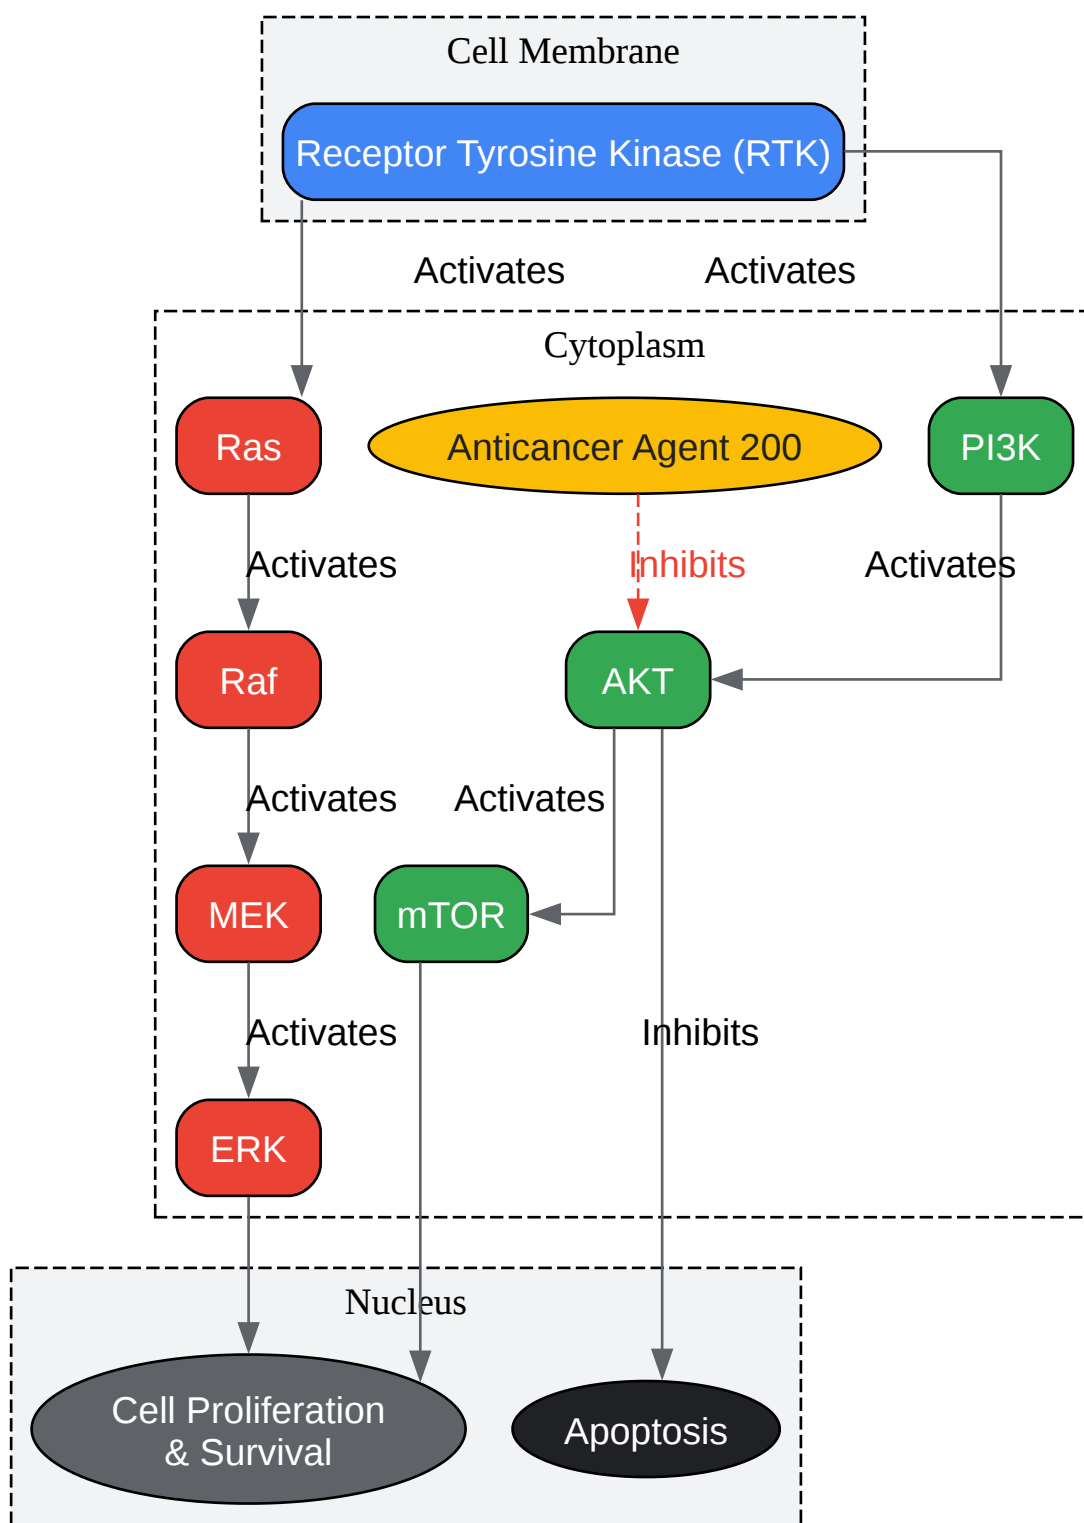 Cell Membrane
Receptor Tyrosine Kinase (RTK)
Activates
Activates
Cytoplasm
Ras
Anticancer Agent 200
PI3K
Activates
Inhibits
Activates
Raf
AKT
Activates
Activates
MEK
mTOR
Activates
Inhibits
ERK
Nucleus
Cell Proliferation
& Survival
Apoptosis